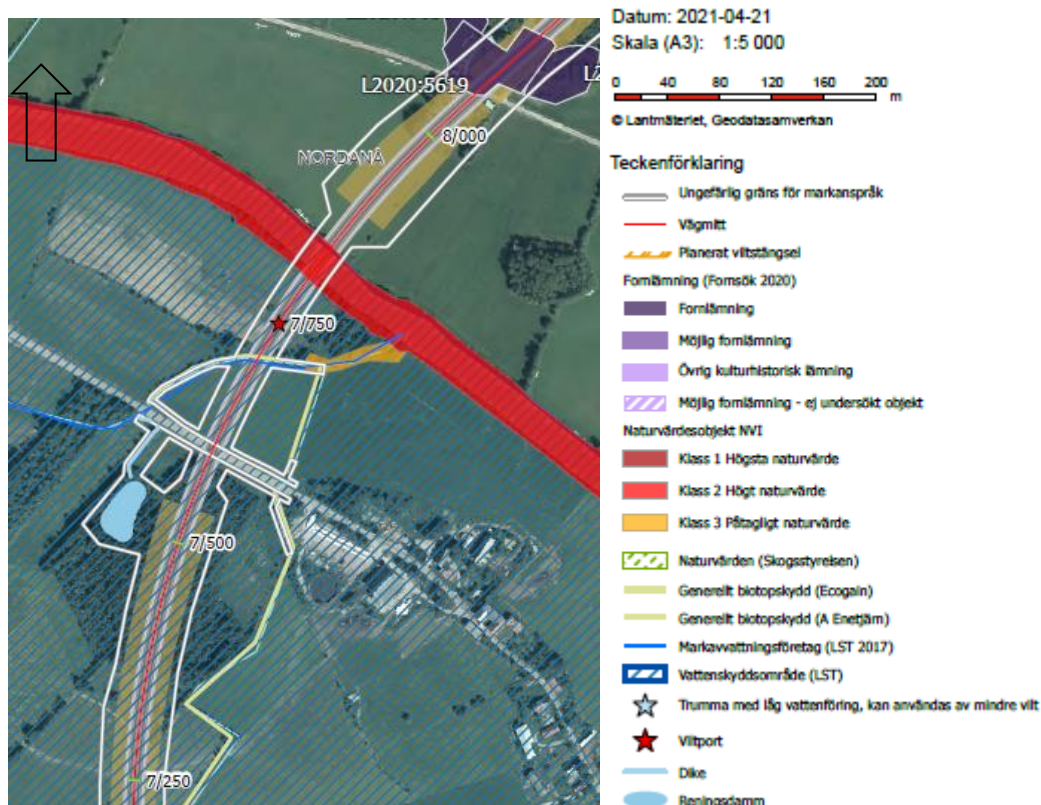 L2020:5619
L2
8/000
NORDANÅ
7/750
7/500
7/250
Datum: 2021-04-21
Skala (A3): 1:5 000
0 40 80 120 160 200
m
© Lantmäteriet, Geodatasamverkan
Teckenförklaring
Ungefärlig gräns för markanspråk
Vägmitt
Planerat viltstängsel
Fornlämning (Fornsök 2020)
Fornlämning
Möjlig fornlämning
Övrig kulturhistorisk lämning
Möjlig fornlämning - ej undersökt objekt
Naturvärdesobjekt NVI
Klass 1 Högsta naturvärde
Klass 2 Högt naturvärde
Klass 3 Påtagligt naturvärde
Naturvärden (Skogsstyrelsen)
Generellt biotopskydd (Ecogain)
Generellt biotopskydd (A Enetjärn)
Markavvattningsföretag (LST 2017)
Vattenskyddsområde (LST)
Trumma med låg vattenföring, kan användas av mindre vilt
Viltport
Dike
Reningsdamm